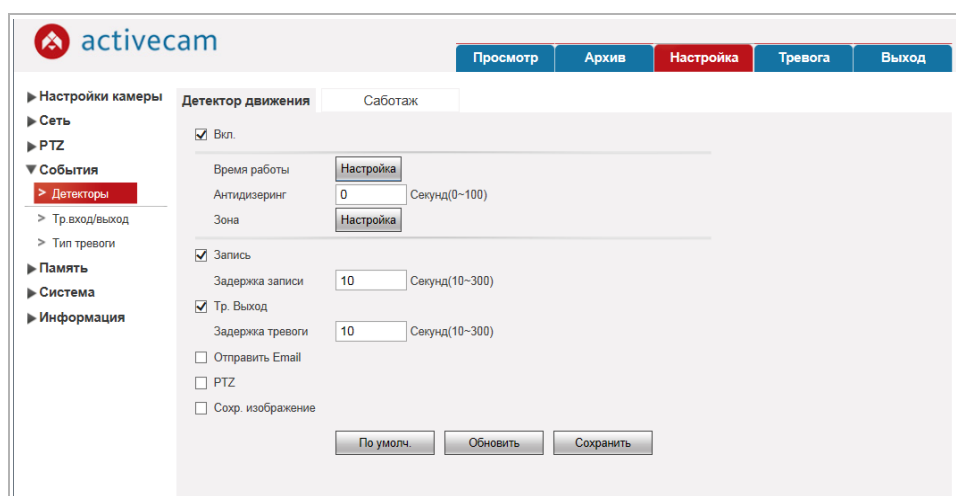 activecam
Просмотр Архив Настройка Тревога Выход
Настройки камеры
Сеть
PTZ
События
> Детекторы
> Тр.вход/выход
> Тип тревоги
Память
Система
Информация
Детектор движения Саботаж
Вкл.
Время работы Настройка
Антидизеринг 0 Секунд(0~100)
Зона Настройка
Запись
Задержка записи 10 Секунд(10~300)
Тр. Выход
Задержка тревоги 10 Секунд(10~300)
Отправить Email
PTZ
Сохр. изображение
По умолч. Обновить Сохранить